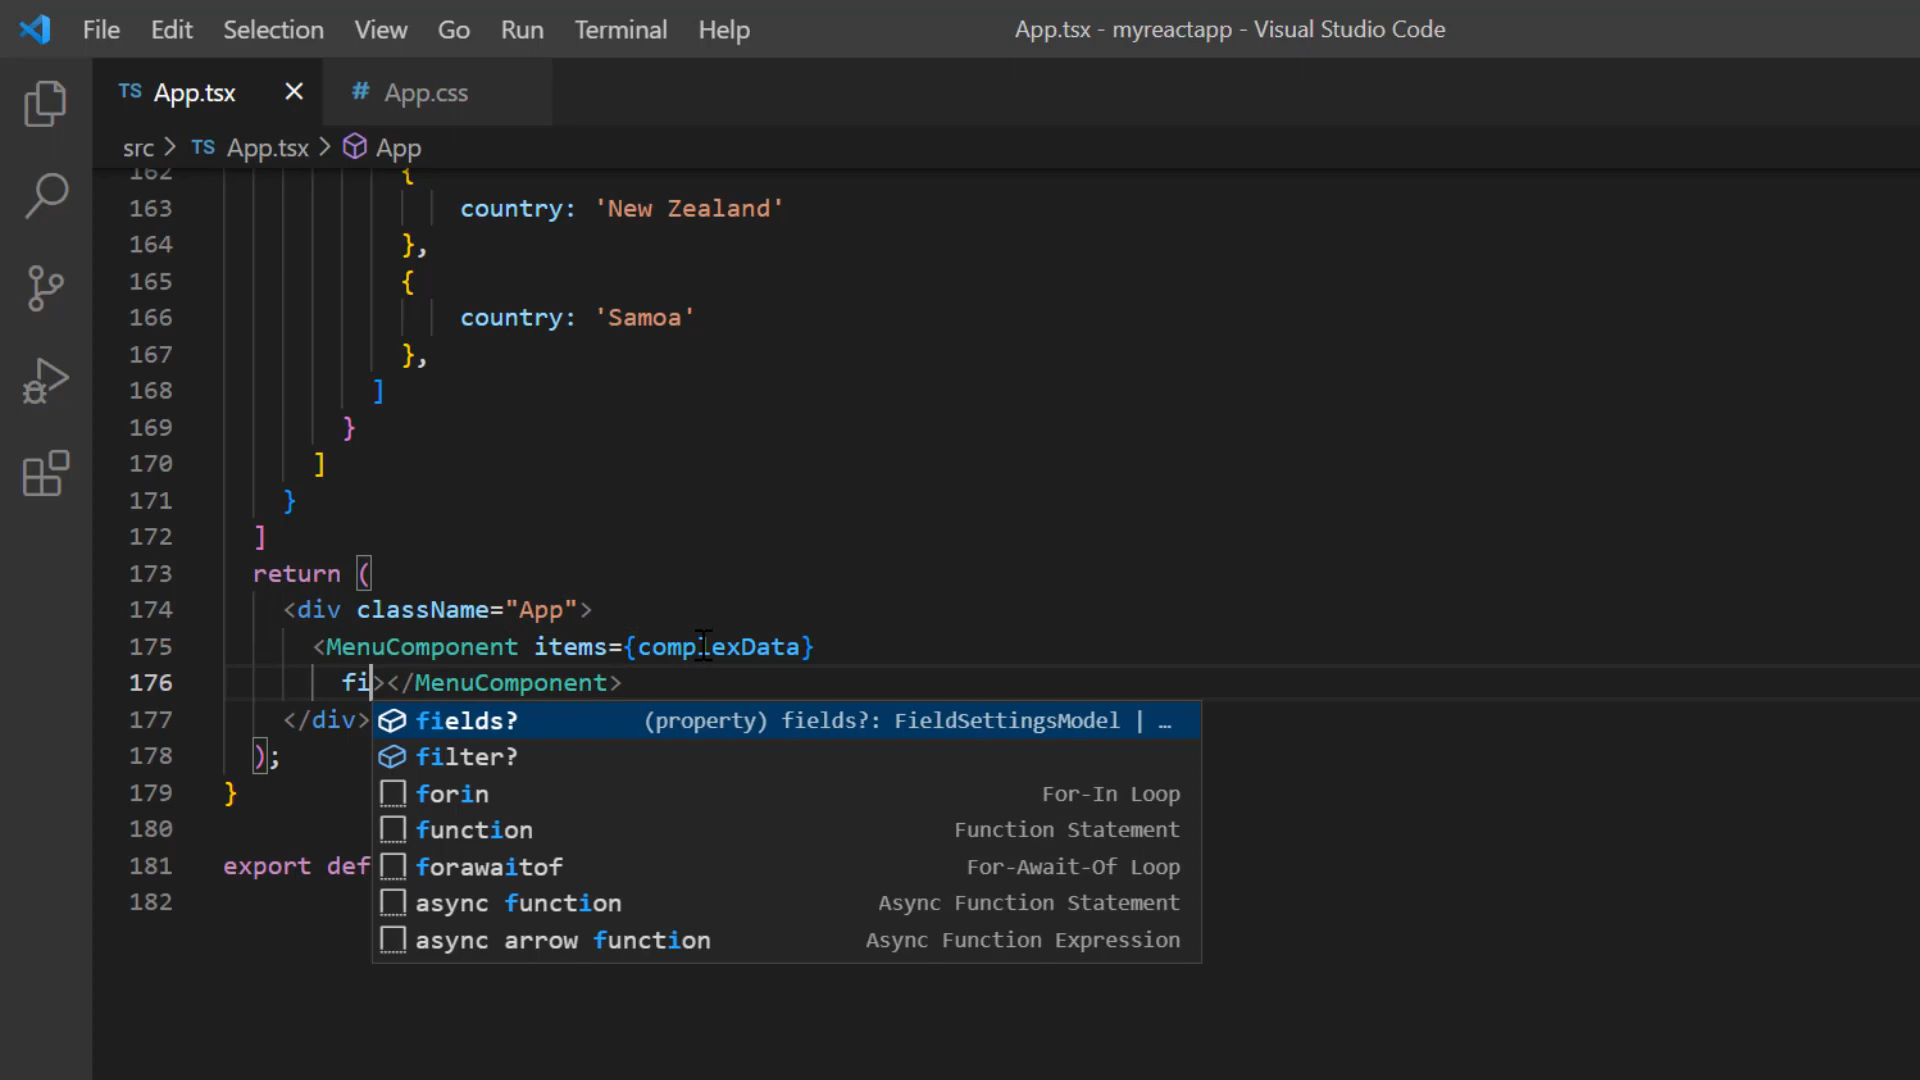 File Edit Selection View Go Run Terminal Help App.tsx - myreactapp - Visual Studio Code
TS App.tsx # App.css
src > TS App.tsx > App
162 {
163 country: 'New Zealand'
164 },
165 {
166 country: 'Samoa'
167 },
168 ]
169 }
170 ]
171 }
172 ]
173 return (
174 <div className="App">
175 <MenuComponent items={complexData}
176 fi></MenuComponent>
177 </div>
fields? (property) fields?: FieldSettingsModel | …
178 );
filter?
179 }
forin For-In Loop
180
function Function Statement
181 export def
forawaitof For-Await-Of Loop
182
async function Async Function Statement
async arrow function Async Function Expression